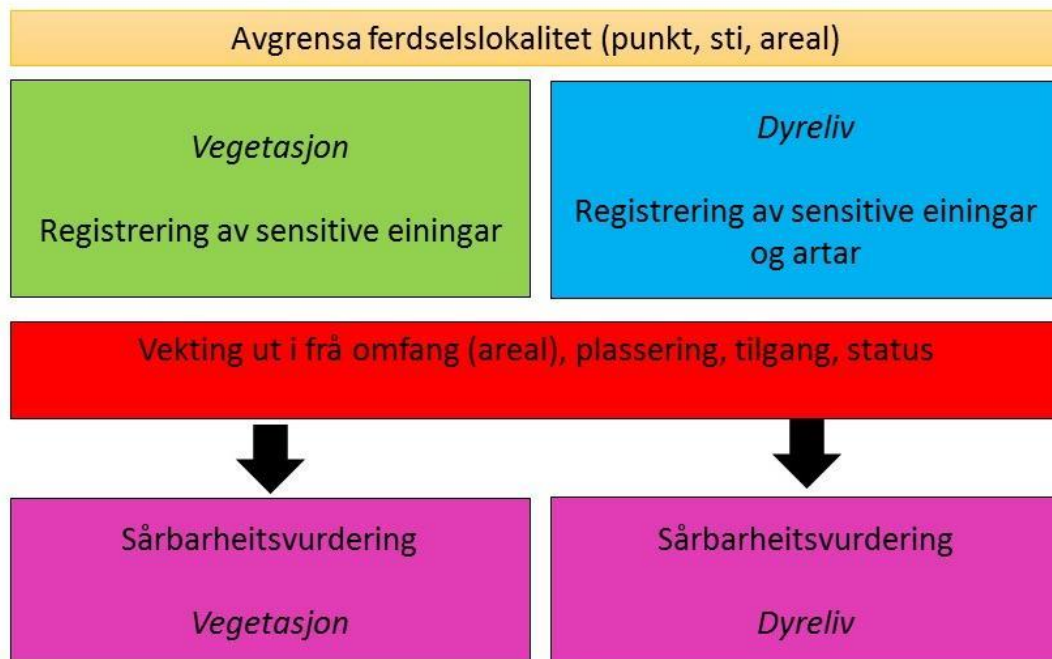 Avgrensa ferdselslokalitet (punkt, sti, areal)
Vegetasjon
Registrering av sensitive einingar
Dyreliv
Registrering av sensitive einingar
og artar
Vekting ut i frå omfang (areal), plassering, tilgang, status
Sårbarheitsvurdering
Vegetasjon
Sårbarheitsvurdering
Dyreliv